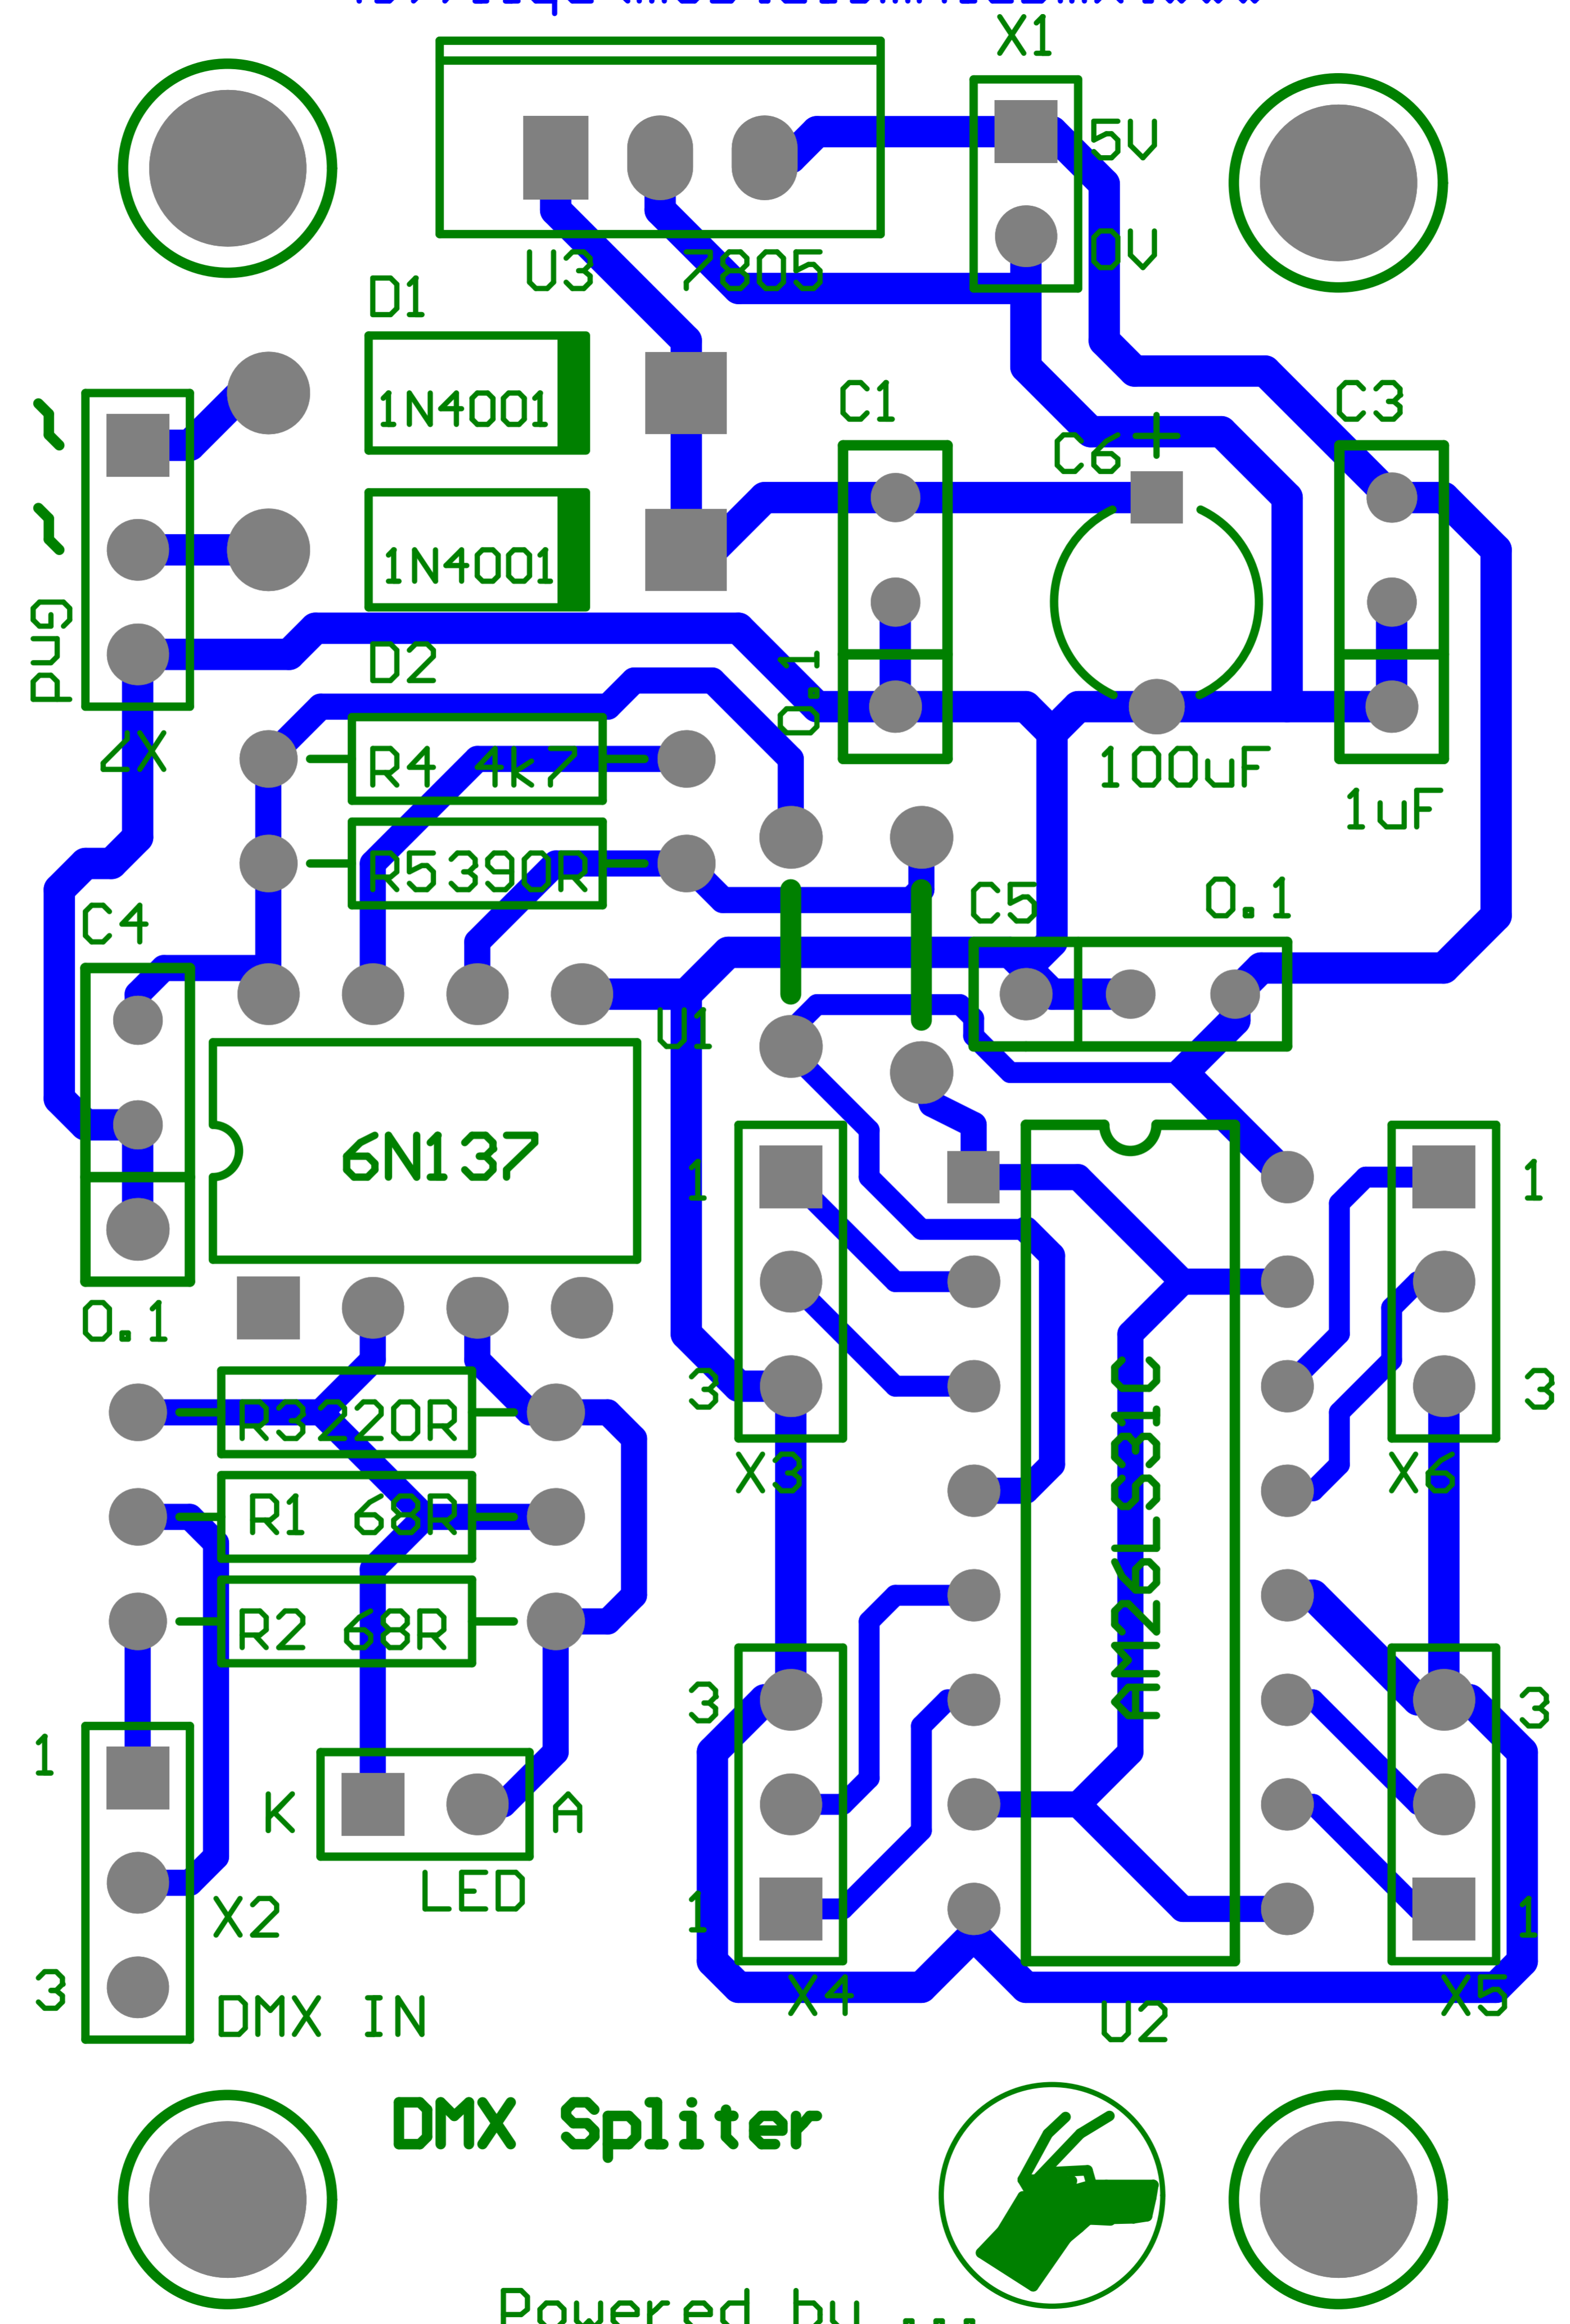 X1
5V
0V
U3 7805
D1
1N4001
C1
C6 +
C3
1N4001
D2
PưG
ZX
0.1
100uF
1uF
R4 4k7
R5 390R
C4
C5
0.1
U1
6N137
0.1
1
3
X3
1
3
X6
R3 220R
R1 68R
R2 68R
AM26LS31C
1
3
X2
DMX IN
K
A
LED
3
1
X4
3
1
X5
U2
DMX Spliter
Powered by ...